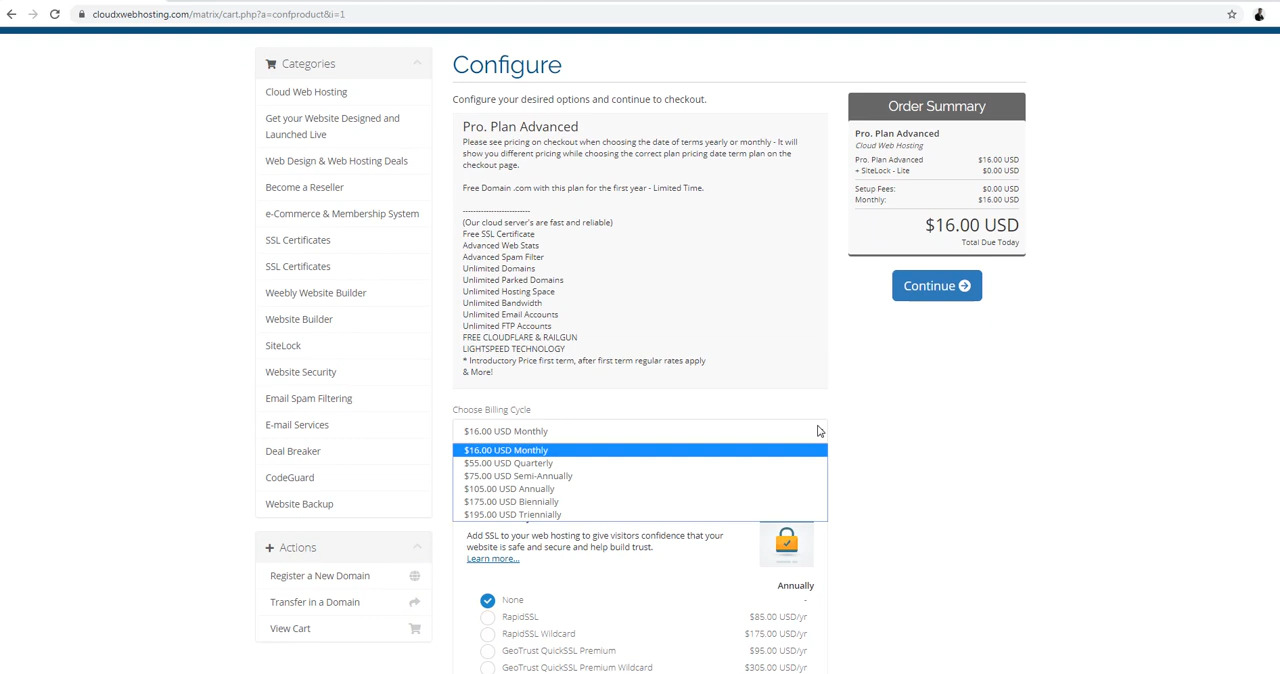 cloudxwebhosting.com/matrix/cart.php?a=confproduct&i=1
Categories
Cloud Web Hosting
Get your Website Designed and
Launched Live
Web Design & Web Hosting Deals
Become a Reseller
e-Commerce & Membership System
SSL Certificates
SSL Certificates
Weebly Website Builder
Website Builder
SiteLock
Website Security
Email Spam Filtering
E-mail Services
Deal Breaker
CodeGuard
Website Backup
Actions
Register a New Domain
Transfer in a Domain
View Cart
Configure
Configure your desired options and continue to checkout.
Pro. Plan Advanced
Please see pricing on checkout when choosing the date of terms yearly or monthly - It will
show you different pricing while choosing the correct plan pricing date term plan on the
checkout page.
Free Domain .com with this plan for the first year - Limited Time.
-------------------------
(Our cloud server's are fast and reliable)
Free SSL Certificate
Advanced Web Stats
Advanced Spam Filter
Unlimited Domains
Unlimited Parked Domains
Unlimited Hosting Space
Unlimited Bandwidth
Unlimited Email Accounts
Unlimited FTP Accounts
FREE CLOUDFLARE & RAILGUN
LIGHTSPEED TECHNOLOGY
* Introductory Price first term, after first term regular rates apply
& More!
Choose Billing Cycle
$16.00 USD Monthly
$16.00 USD Monthly
$55.00 USD Quarterly
$75.00 USD Semi-Annually
$105.00 USD Annually
$175.00 USD Biennially
$195.00 USD Triennially
Add SSL to your web hosting to give visitors confidence that your
website is safe and secure and help build trust.
Learn more...
Annually
None -
RapidSSL $85.00 USD/yr
RapidSSL Wildcard $175.00 USD/yr
GeoTrust QuickSSL Premium $95.00 USD/yr
GeoTrust QuickSSL Premium Wildcard $305.00 USD/yr
Order Summary
Pro. Plan Advanced
Cloud Web Hosting
Pro. Plan Advanced $16.00 USD
+ SiteLock - Lite $0.00 USD
Setup Fees: $0.00 USD
Monthly: $16.00 USD
$16.00 USD
Total Due Today
Continue